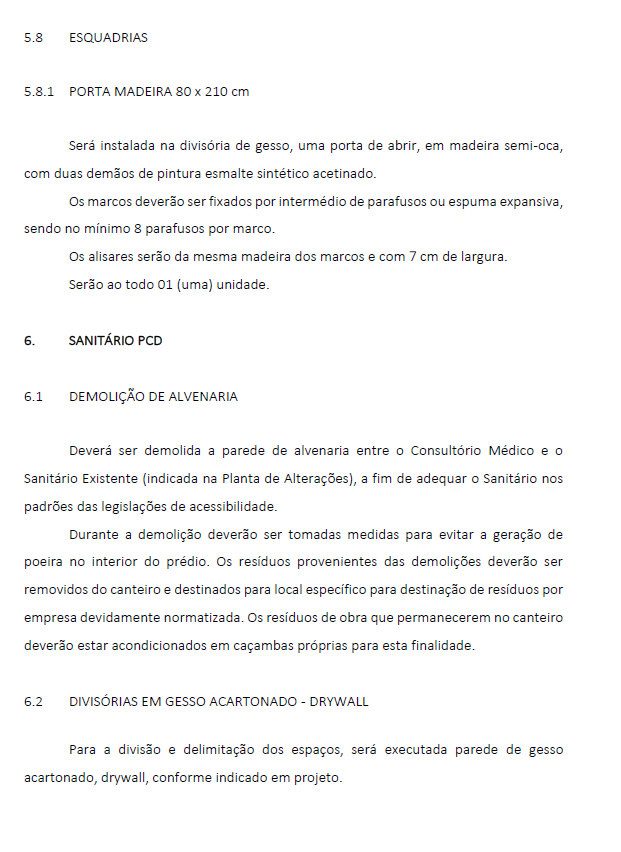 5.8 ESQUADRIAS
5.8.1 PORTA MADEIRA 80 x 210 cm
Será instalada na divisória de gesso, uma porta de abrir, em madeira semi-oca,
com duas demãos de pintura esmalte sintético acetinado.
Os marcos deverão ser fixados por intermédio de parafusos ou espuma expansiva,
sendo no mínimo 8 parafusos por marco.
Os alisares serão da mesma madeira dos marcos e com 7 cm de largura.
Serão ao todo 01 (uma) unidade.
6. SANITÁRIO PCD
6.1 DEMOLIÇÃO DE ALVENARIA
Deverá ser demolida a parede de alvenaria entre o Consultório Médico e o
Sanitário Existente (indicada na Planta de Alterações), a fim de adequar o Sanitário nos
padrões das legislações de acessibilidade.
Durante a demolição deverão ser tomadas medidas para evitar a geração de
poeira no interior do prédio. Os resíduos provenientes das demolições deverão ser
removidos do canteiro e destinados para local específico para destinação de resíduos por
empresa devidamente normatizada. Os resíduos de obra que permanecerem no canteiro
deverão estar acondicionados em caçambas próprias para esta finalidade.
6.2 DIVISÓRIAS EM GESSO ACARTONADO - DRYWALL
Para a divisão e delimitação dos espaços, será executada parede de gesso
acartonado, drywall, conforme indicado em projeto.